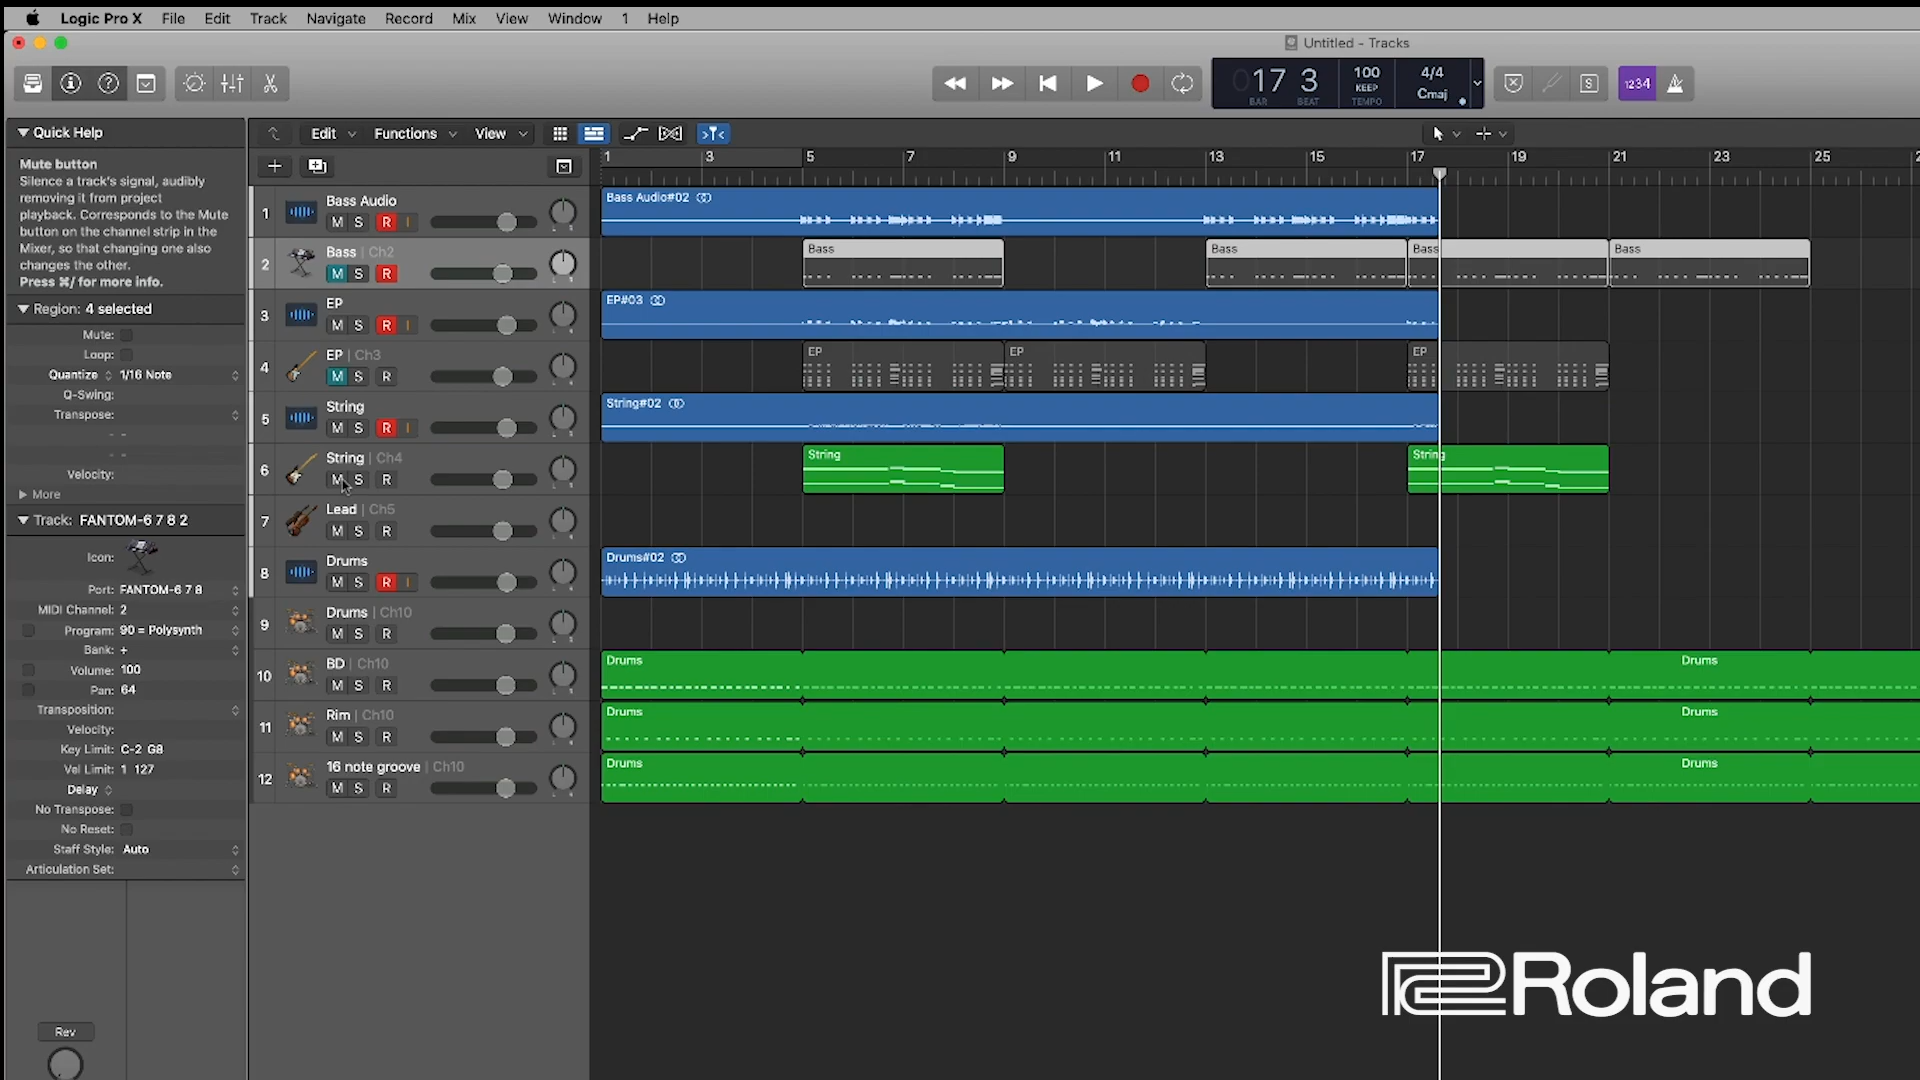 Logic Pro X File Edit Track Navigate Record Mix View Window 1 Help
Untitled - Tracks
17 3 100 4/4
KEEP Cmaj
BAR BEAT TEMPO
S 1234
Quick Help
Mute button
Silence a track's signal, audibly
removing it from project
playback. Corresponds to the Mute
button on the channel strip in the
Mixer, so that changing one also
changes the other.
Press ⌘/ for more info.
Region: 4 selected
Mute:
Loop:
Quantize 1/16 Note
Q-Swing:
Transpose:
Velocity:
More
Track: FANTOM-6 7 8 2
Icon:
Port: FANTOM-6 7 8
MIDI Channel: 2
Program: 90 = Polysynth
Bank: +
Volume: 100
Pan: 64
Transposition:
Velocity:
Key Limit: C-2 G8
Vel Limit: 1 127
Delay
No Transpose:
No Reset:
Staff Style: Auto
Articulation Set:
Rev
Edit Functions View
1 3 5 7 9 11 13 15 17 19 21 23 25
1 Bass Audio
M S R I
Bass Audio#02
2 Bass | Ch2
M S R
Bass Bass Bass Bass
3 EP
M S R I
EP#03
4 EP | Ch3
M S R
EP EP EP
5 String
M S R I
String#02
6 String | Ch4
M S R
String String
7 Lead | Ch5
M S R
8 Drums
M S R I
Drums#02
9 Drums | Ch10
M S R
10 BD | Ch10
M S R
Drums Drums
11 Rim | Ch10
M S R
Drums Drums
12 16 note groove | Ch10
M S R
Drums Drums
Roland